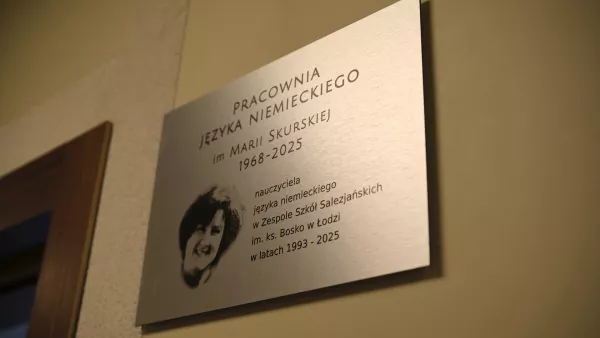 PRACOWNIA
JĘZYKA NIEMIECKIEGO
im MARII SKURSKIEJ
1968-2025
nauczyciela
języka niemieckiego
w Zespole Szkół Salezjańskich
im. ks. Bosko w Łodzi
w latach 1993 - 2025